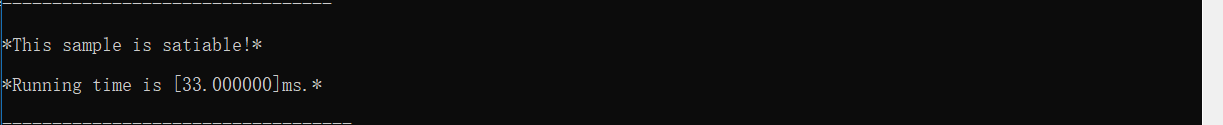 ---------------------------------
*This sample is satiable!*
*Running time is [33.000000]ms.*
-----------------------------------